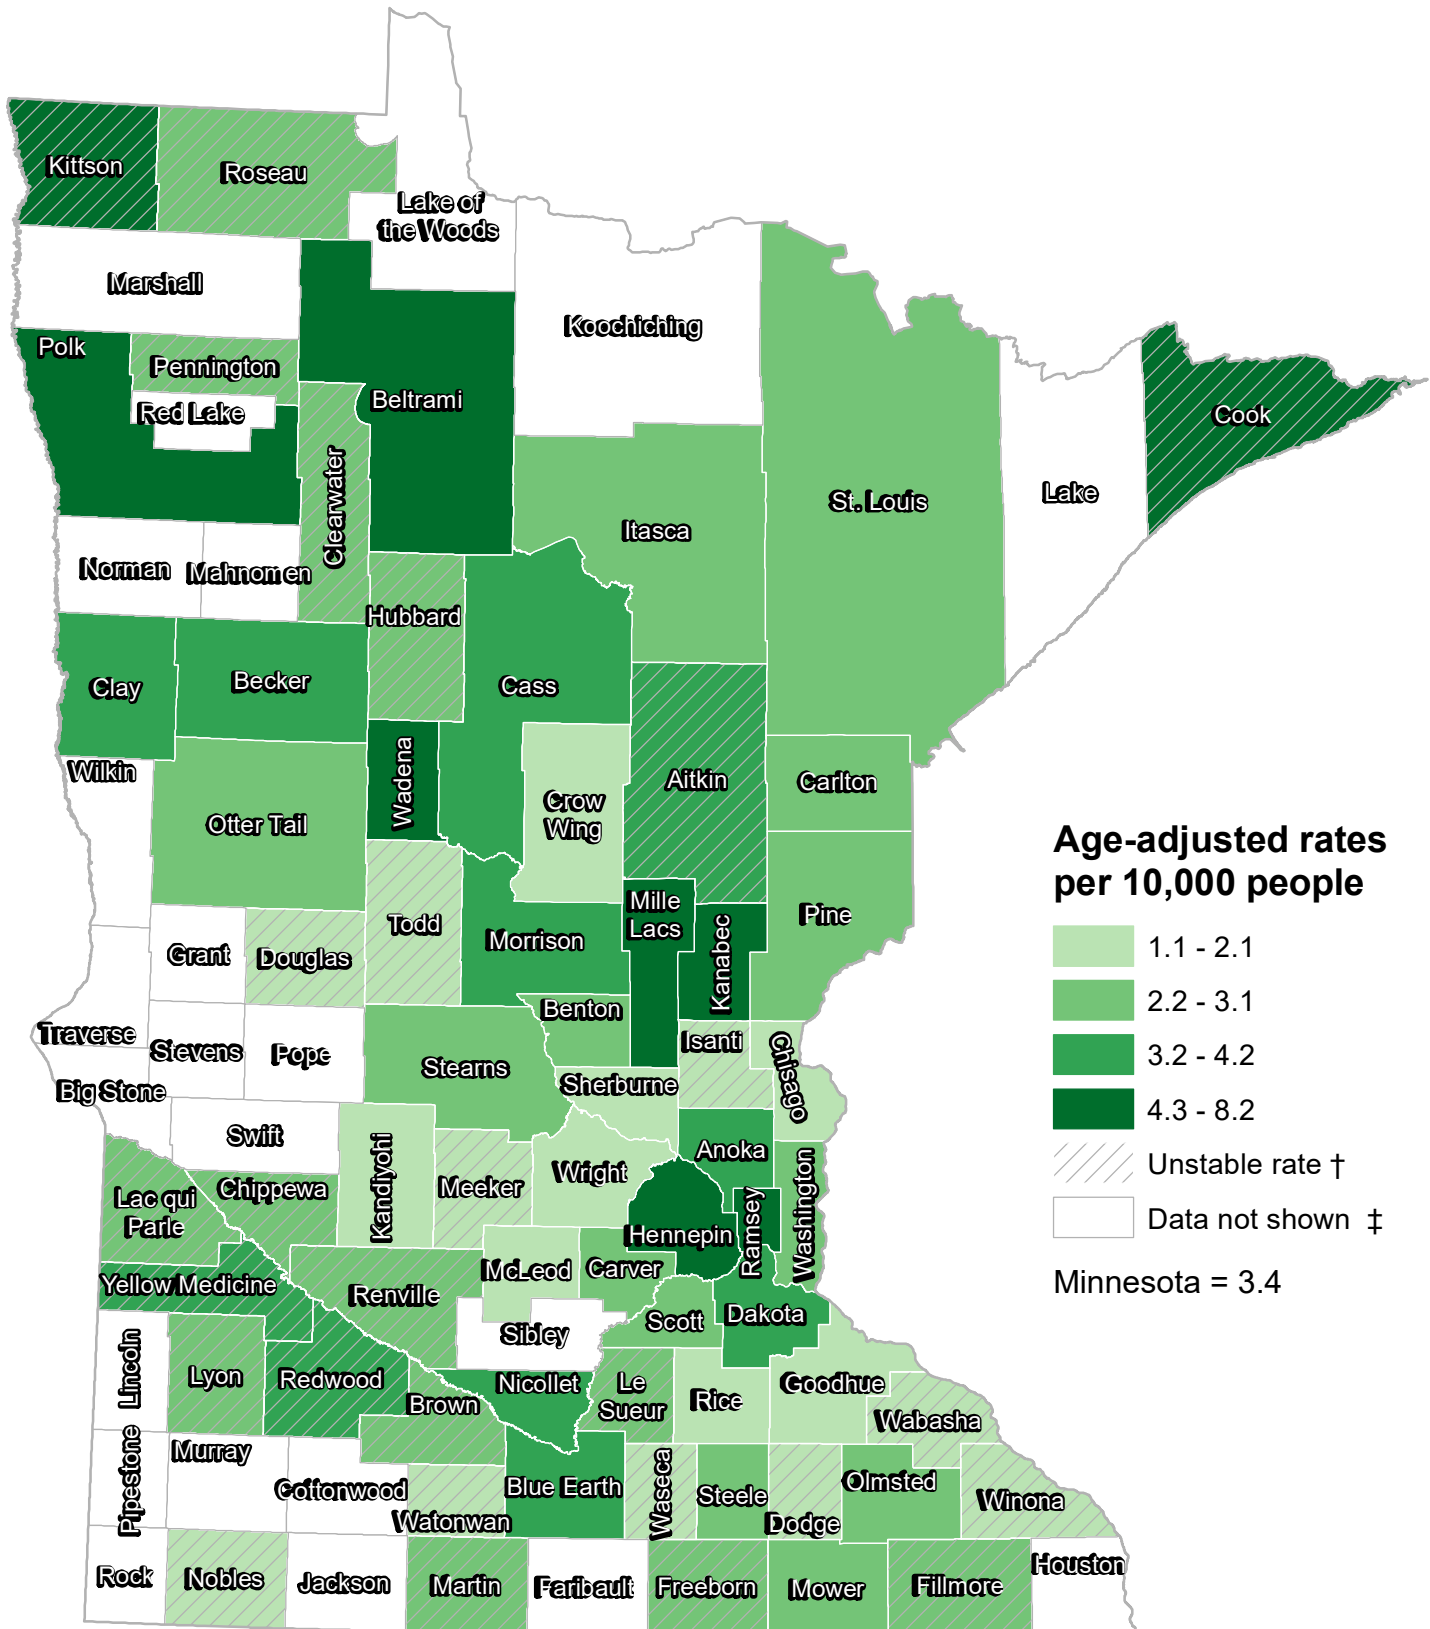 Kittson
Roseau
Lake of
the Woods
Marshall
Koochiching
Polk
Pennington
Red Lake
Beltrami
Cook
Clearwater
St. Louis
Lake
Itasca
Norman
Mahnomen
Hubbard
Clay
Becker
Cass
Wilkin
Wadena
Aitkin
Carlton
Crow
Wing
Otter Tail
Mille
Lacs
Pine
Todd
Morrison
Kanabec
Grant
Douglas
Benton
Traverse
Stevens
Pope
Isanti
Chisago
Stearns
Sherburne
Big Stone
Swift
Anoka
Kandiyohi
Wright
Meeker
Chippewa
Lac qui
Parle
Hennepin
Ramsey
Washington
McLeod
Carver
Yellow Medicine
Renville
Scott
Dakota
Sibley
Lincoln
Lyon
Redwood
Nicollet
Le
Sueur
Rice
Goodhue
Brown
Wabasha
Pipestone
Murray
Cottonwood
Blue Earth
Waseca
Steele
Olmsted
Winona
Watonwan
Dodge
Rock
Nobles
Jackson
Martin
Faribault
Freeborn
Mower
Fillmore
Houston
Age-adjusted rates
per 10,000 people
1.1 - 2.1
2.2 - 3.1
3.2 - 4.2
4.3 - 8.2
Unstable rate †
Data not shown ‡
Minnesota = 3.4